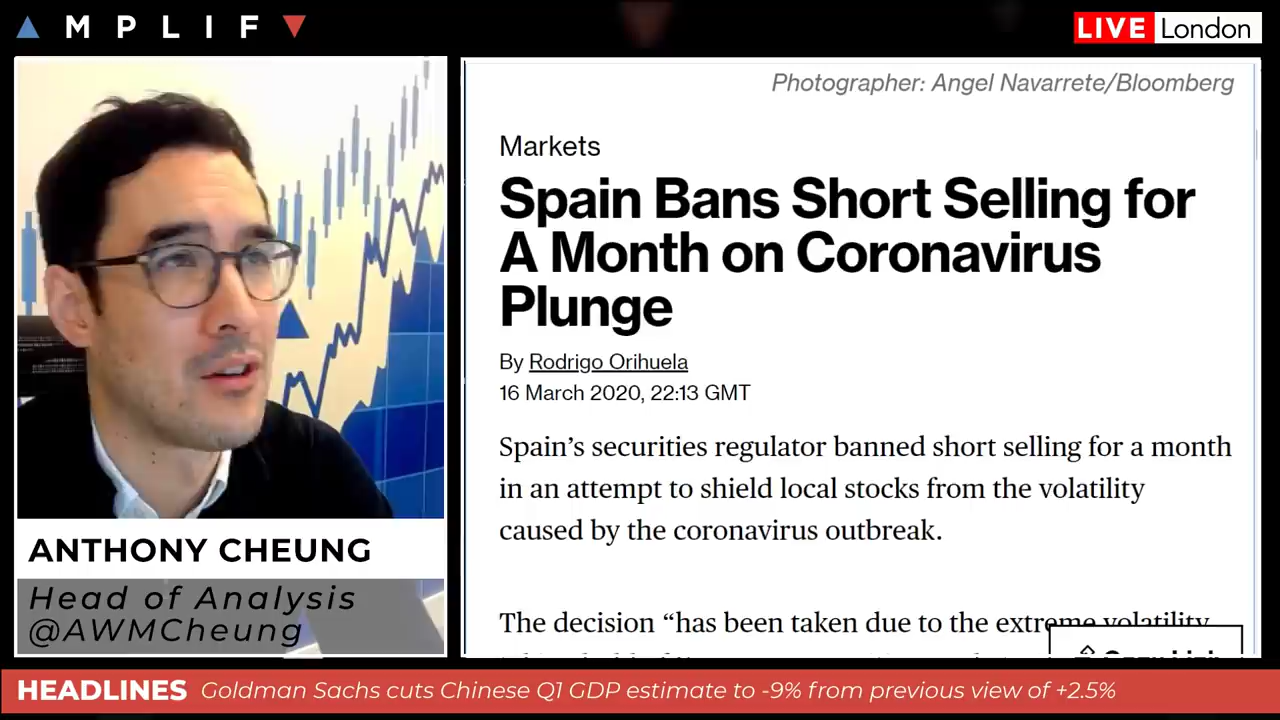 MPLIF
LIVE London
Photographer: Angel Navarrete/Bloomberg
Markets
Spain Bans Short Selling for
A Month on Coronavirus
Plunge
By Rodrigo Orihuela
16 March 2020, 22:13 GMT
Spain's securities regulator banned short selling for a month
in an attempt to shield local stocks from the volatility
caused by the coronavirus outbreak.
The decision “has been taken due to the extreme volatility
ANTHONY CHEUNG
Head of Analysis
@AWMCheung
HEADLINES Goldman Sachs cuts Chinese Q1 GDP estimate to -9% from previous view of +2.5%